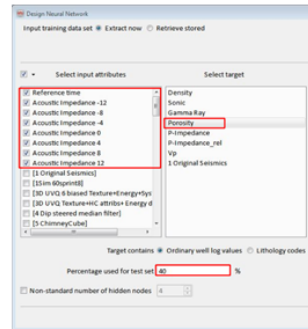 Design Neural Network
Input training data set Extract now Retrieve stored
Select input attributes Select target
Reference time
Acoustic Impedance -12
Acoustic Impedance -8
Acoustic Impedance -4
Acoustic Impedance 0
Acoustic Impedance 4
Acoustic Impedance 8
Acoustic Impedance 12
[1 Original Seismics]
[15im 60sprint8]
[3D UVQ 6 biased Texture+Energy+Sys
[3D UVQ Texture+HC attribs+ Energy d
[4 Dip steered median filter]
[5 ChimneyCube]
Density
Sonic
Gamma Ray
Porosity
P-Impedance
P-Impedance_rel
Vp
1 Original Seismics
Target contains Ordinary well log values Lithology codes
Percentage used for test set 40 %
Non-standard number of hidden nodes 4